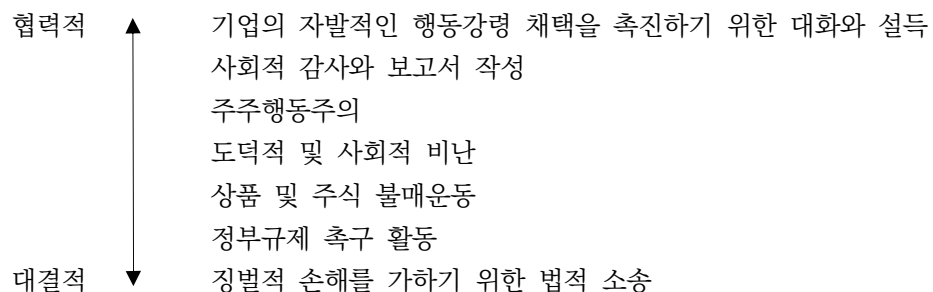 협력적 기업의 자발적인 행동강령 채택을 촉진하기 위한 대화와 설득
사회적 감사와 보고서 작성
주주행동주의
도덕적 및 사회적 비난
상품 및 주식 불매운동
정부규제 촉구 활동
대결적 징벌적 손해를 가하기 위한 법적 소송